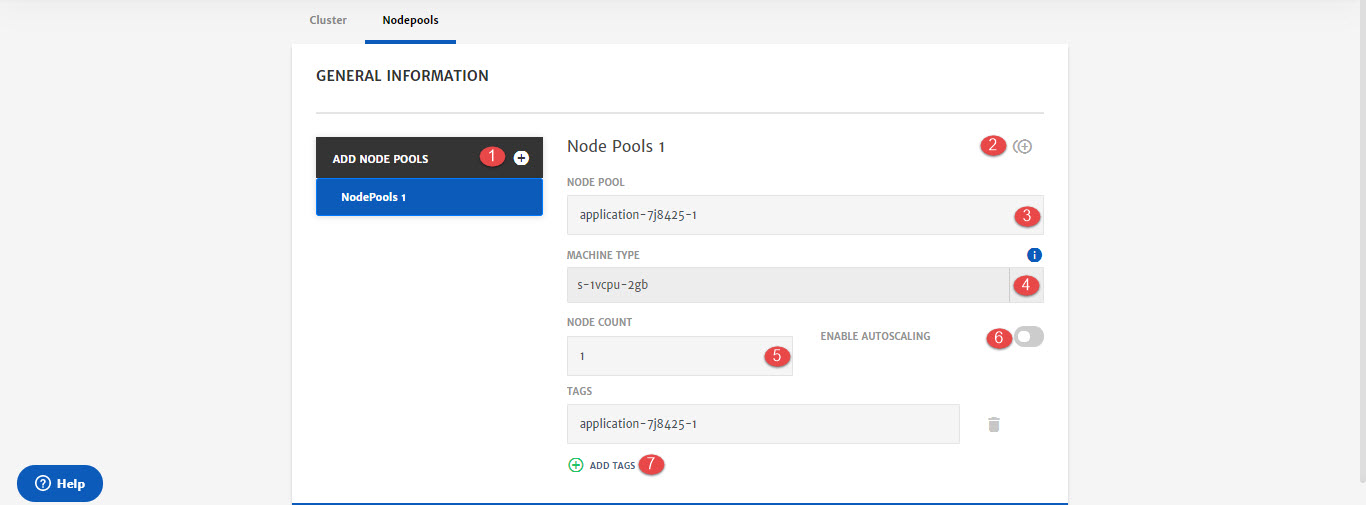 Cluster Nodepools
GENERAL INFORMATION
ADD NODE POOLS 1
NodePools 1
Node Pools 1 2
NODE POOL
application-7j8425-1 3
MACHINE TYPE i
s-1vcpu-2gb 4
NODE COUNT
1 5
ENABLE AUTOSCALING 6
TAGS
application-7j8425-1
ADD TAGS 7
? Help